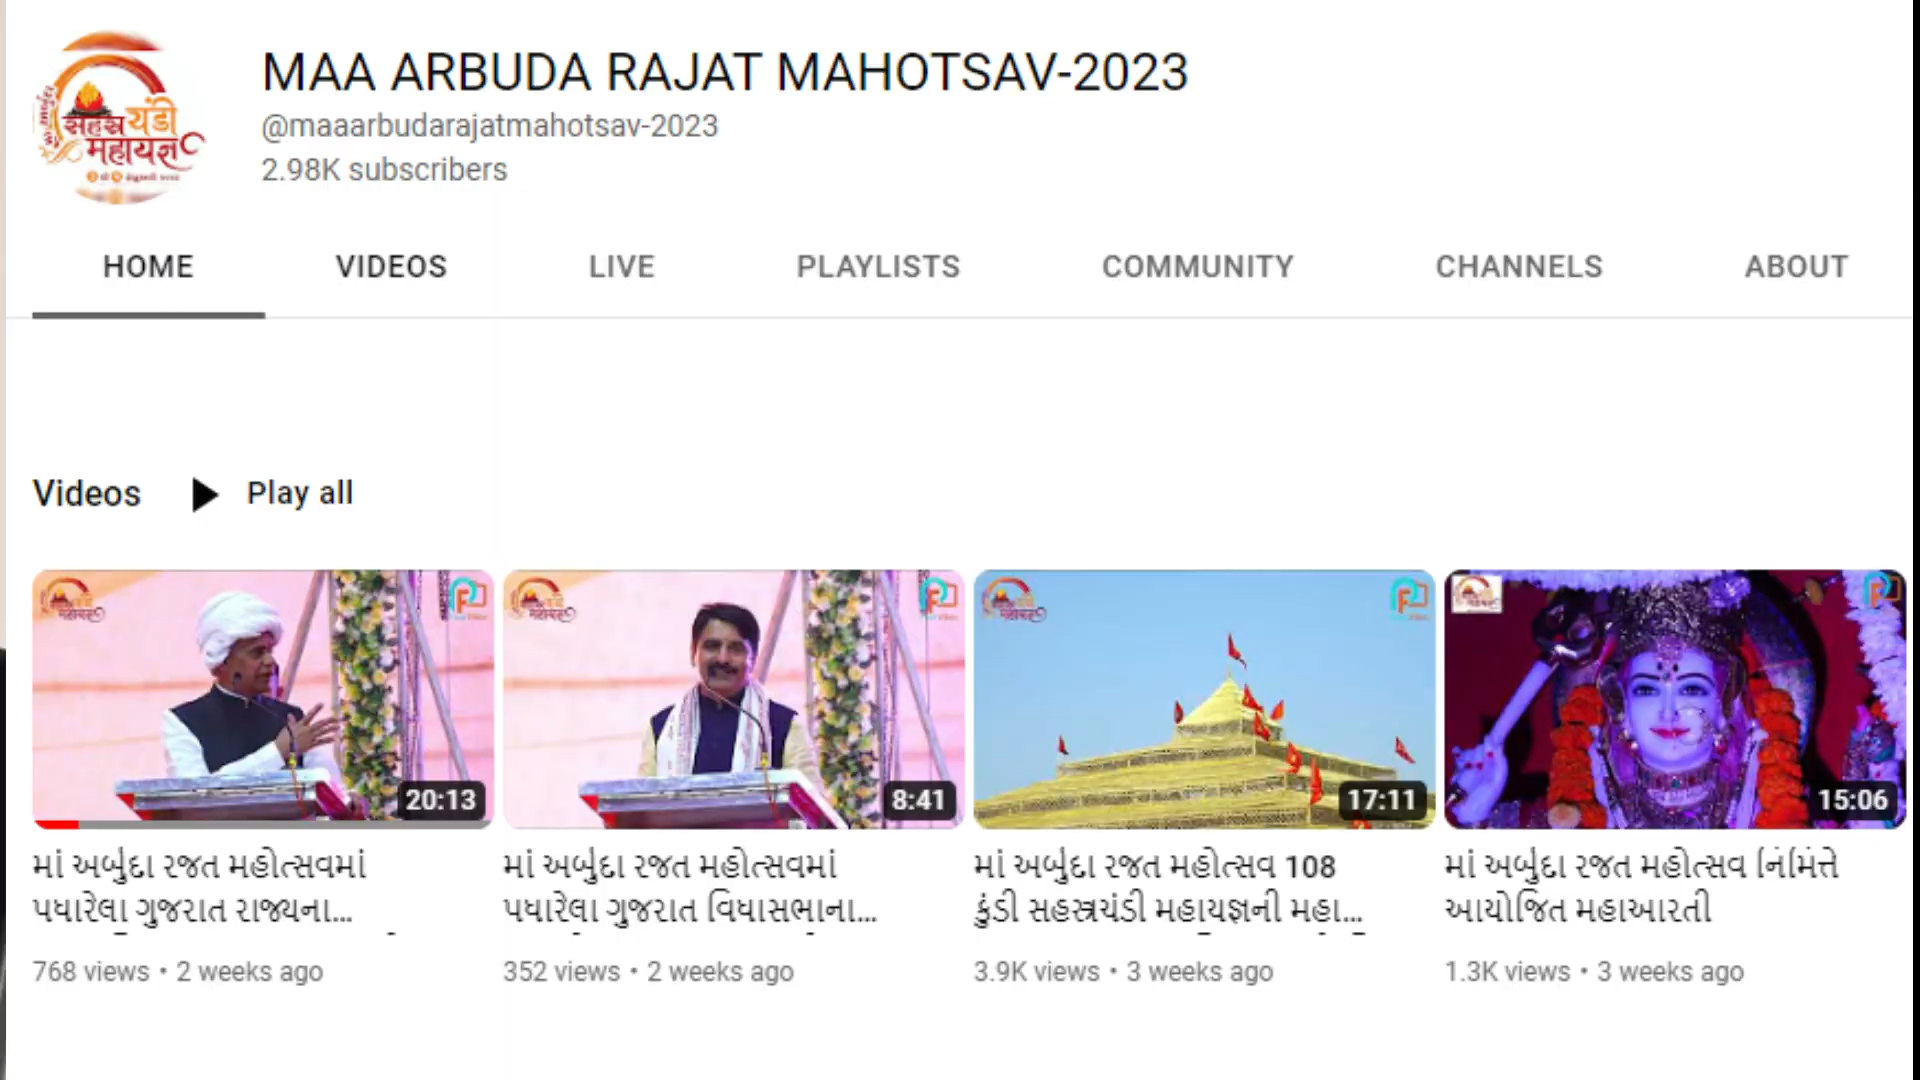 सहस्र चंडी
महायज्ञ
MAA ARBUDA RAJAT MAHOTSAV-2023
@maaarbudarajatmahotsav-2023
2.98K subscribers
HOME VIDEOS LIVE PLAYLISTS COMMUNITY CHANNELS ABOUT
Videos Play all
20:13
8:41
17:11
15:06
માં અર્બુદા રજત મહોત્સવમાં
પધારેલા ગુજરાત રાજ્યના...
768 views • 2 weeks ago
માં અર્બુદા રજત મહોત્સવમાં
પધારેલા ગુજરાત વિધાસભાના...
352 views • 2 weeks ago
માં અર્બુદા રજત મહોત્સવ 108
કુંડી સહસ્ત્રચંડી મહાયજ્ઞની મહા...
3.9K views • 3 weeks ago
માં અર્બુદા રજત મહોત્સવ નિમિત્તે
આયોજિત મહાઆરતી
1.3K views • 3 weeks ago